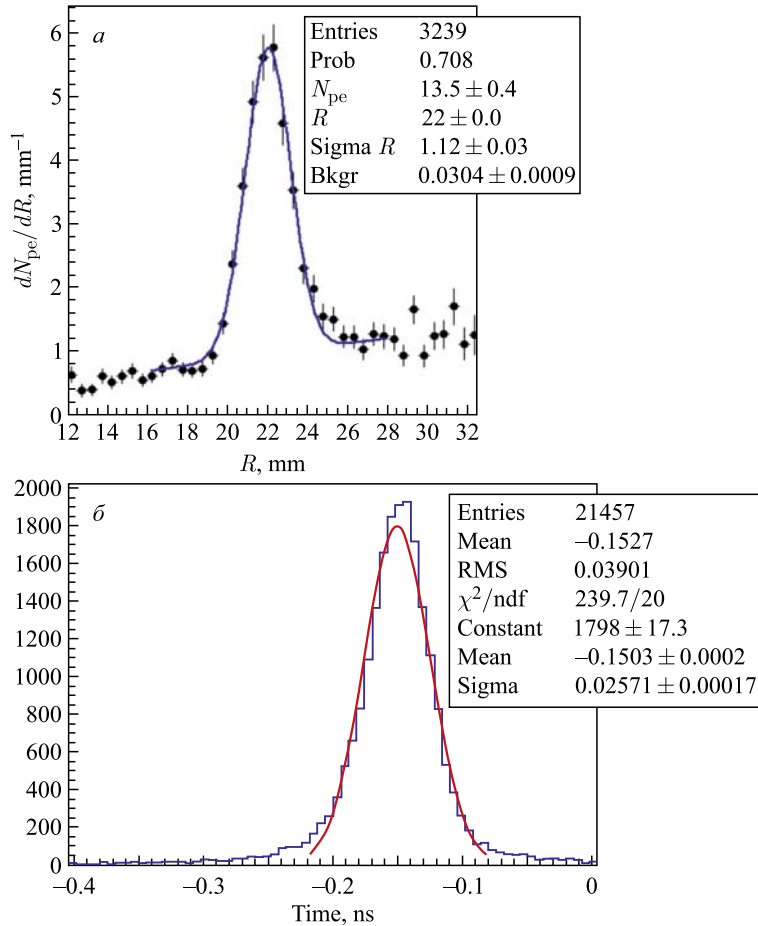 а
Entries 3239
Prob 0.708
N_pe 13.5 ± 0.4
R 22 ± 0.0
Sigma R 1.12 ± 0.03
Bkgr 0.0304 ± 0.0009
dN_pe/dR, mm⁻¹
6
5
4
3
2
1
0
12 14 16 18 20 22 24 26 28 30 32
R, mm
б
Entries 21457
Mean –0.1527
RMS 0.03901
χ²/ndf 239.7/20
Constant 1798 ± 17.3
Mean –0.1503 ± 0.0002
Sigma 0.02571 ± 0.00017
2000
1800
1600
1400
1200
1000
800
600
400
200
0
–0.4 –0.3 –0.2 –0.1 0
Time, ns